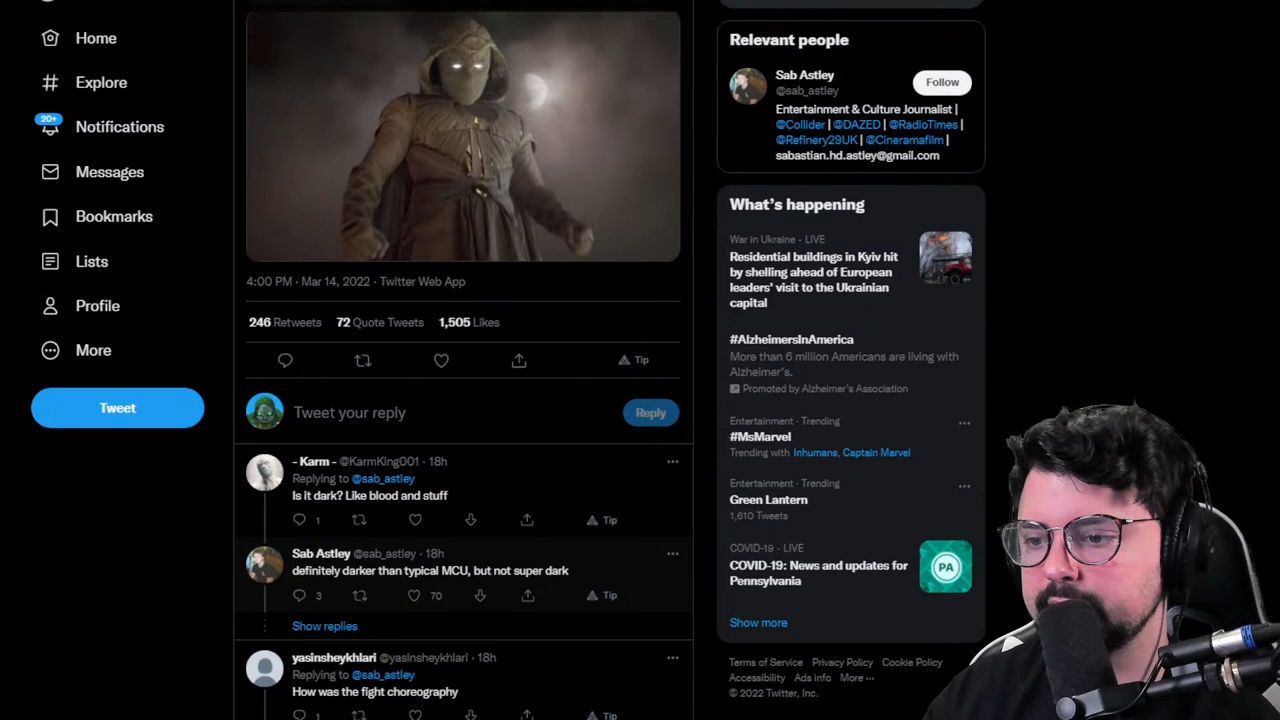 Home
Explore
20+
Notifications
Messages
Bookmarks
Lists
Profile
More
Tweet
4:00 PM · Mar 14, 2022 · Twitter Web App
246 Retweets 72 Quote Tweets 1,505 Likes
Tip
Tweet your reply
Reply
- Karm - @KarmKIng001 · 18h
Replying to @sab_astley
Is it dark? Like blood and stuff
1
Tip
Sab Astley @sab_astley · 18h
definitely darker than typical MCU, but not super dark
3
70
Tip
Show replies
yasinsheykhlari @yasinsheykhlari · 18h
Replying to @sab_astley
How was the fight choreography
1
Tip
Relevant people
Sab Astley
@sab_astley
Follow
Entertainment & Culture Journalist |
@Collider | @DAZED | @RadioTimes |
@Refinery29UK | @Cineramafilm |
sabastian.hd.astley@gmail.com
What's happening
War in Ukraine · LIVE
Residential buildings in Kyiv hit
by shelling ahead of European
leaders' visit to the Ukrainian
capital
#AlzheimersInAmerica
More than 6 million Americans are living with
Alzheimer's.
Promoted by Alzheimer's Association
Entertainment · Trending
#MsMarvel
Trending with Inhumans, Captain Marvel
Entertainment · Trending
Green Lantern
1,610 Tweets
COVID-19 · LIVE
COVID-19: News and updates for
Pennsylvania
PA
Show more
Terms of Service Privacy Policy Cookie Policy
Accessibility Ads info More ···
© 2022 Twitter, Inc.